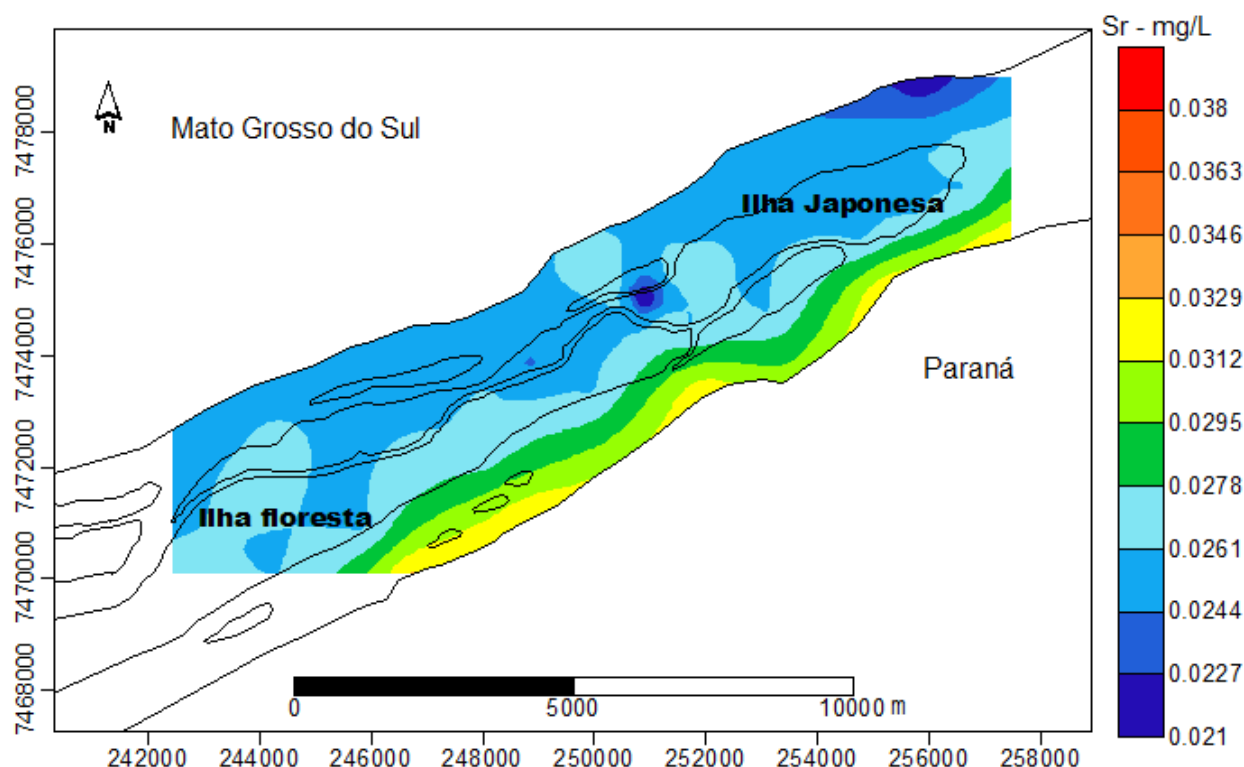 Sr - mg/L
0.038
0.0363
0.0346
0.0329
0.0312
0.0295
0.0278
0.0261
0.0244
0.0227
0.021
N
Mato Grosso do Sul
Ilha Japonesa
Paraná
Ilha floresta
7478000
7476000
7474000
7472000
7470000
7468000
0 5000 10000 m
242000 244000 246000 248000 250000 252000 254000 256000 258000